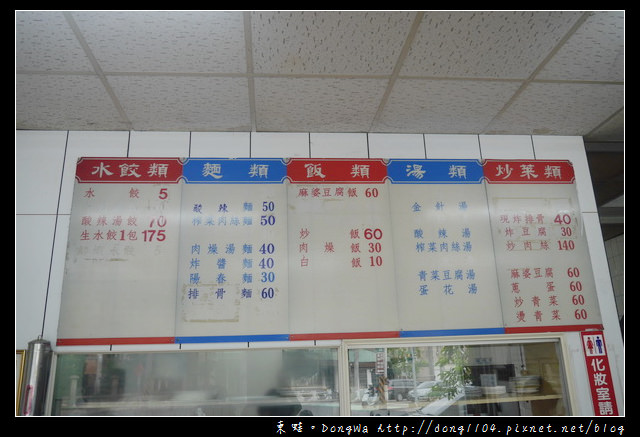 水餃類
水餃 5
酸辣湯餃 70
生水餃1包 175
麵類
酸辣麵 50
榨菜肉絲麵 50
肉燥湯麵 40
炸醬麵 40
陽春麵 30
排骨麵 60
飯類
麻婆豆腐飯 60
炒飯 60
肉燥飯 30
白飯 10
湯類
金針湯
酸辣湯
榨菜肉絲湯
青菜豆腐湯
蛋花湯
炒菜類
現炸排骨 40
炸豆腐 30
炒肉絲 140
麻婆豆腐 60
蔥蛋 60
炒青菜 60
燙青菜 60
化妝室請
東蛙。DongWa http://dong1104.pixnet.net/blog